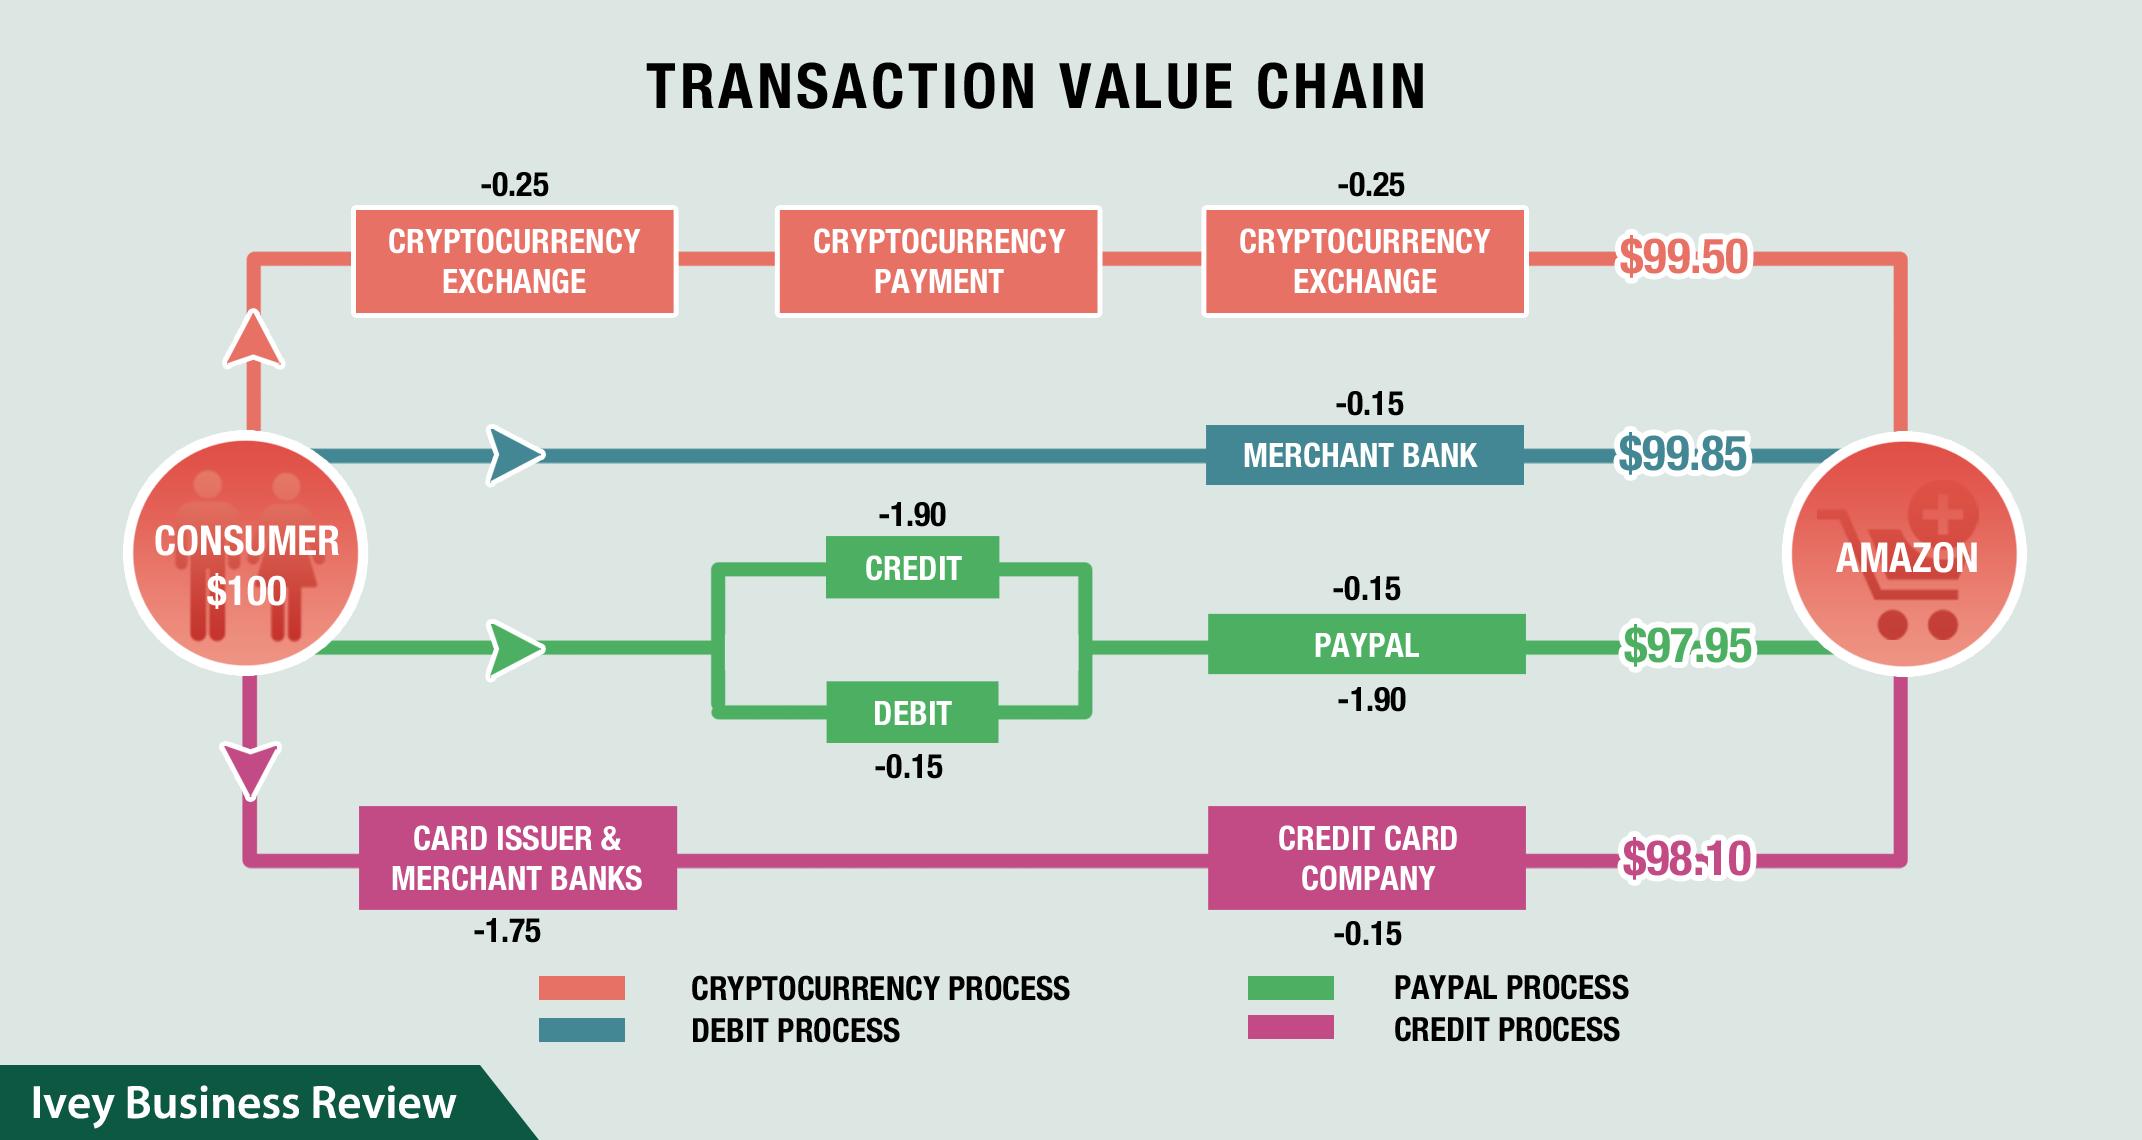 TRANSACTION VALUE CHAIN
-0.25
-0.25
CRYPTOCURRENCY
EXCHANGE
CRYPTOCURRENCY
PAYMENT
CRYPTOCURRENCY
EXCHANGE
$99.50
-0.15
MERCHANT BANK
$99.85
CONSUMER
$100
-1.90
CREDIT
AMAZON
-0.15
PAYPAL
$97.95
-1.90
DEBIT
-0.15
CARD ISSUER &
MERCHANT BANKS
-1.75
CREDIT CARD
COMPANY
$98.10
-0.15
CRYPTOCURRENCY PROCESS
DEBIT PROCESS
PAYPAL PROCESS
CREDIT PROCESS
Ivey Business Review